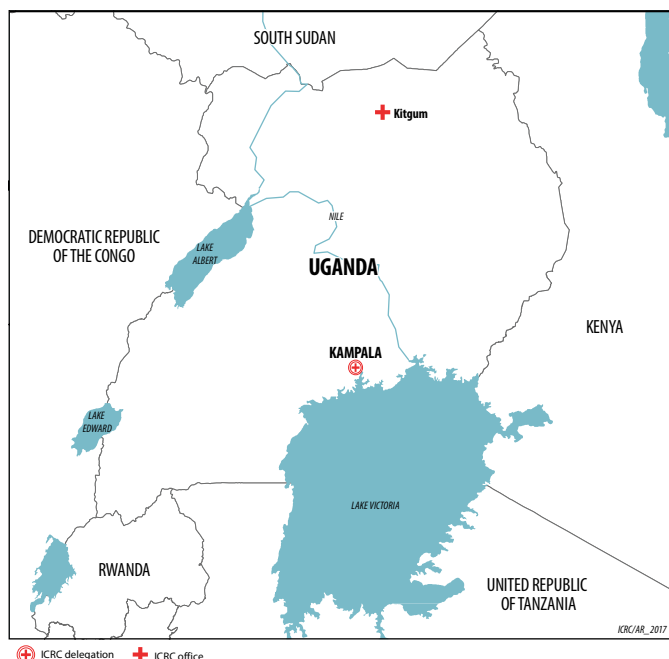 SOUTH SUDAN
Kitgum
NILE
DEMOCRATIC REPUBLIC
OF THE CONGO
LAKE
ALBERT
UGANDA
KENYA
KAMPALA
LAKE
EDWARD
LAKE VICTORIA
RWANDA
UNITED REPUBLIC
OF TANZANIA
ICRC/AR_2017
ICRC delegation ICRC office